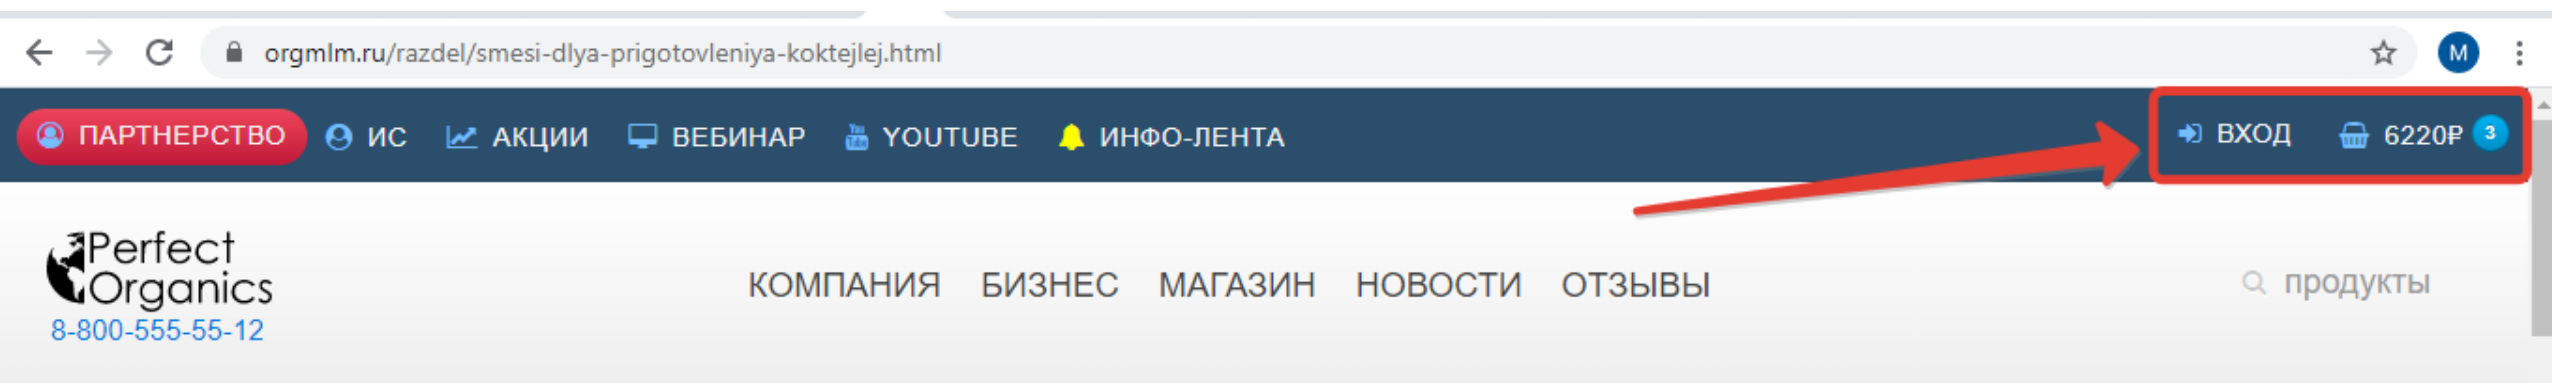 orgmlm.ru/razdel/smesi-dlya-prigotovleniya-koktejlej.html
M
ПАРТНЕРСТВО ИС АКЦИИ ВЕБИНАР YOUTUBE ИНФО-ЛЕНТА
ВХОД 6220₽ 3
Perfect
Organics
8-800-555-55-12
КОМПАНИЯ БИЗНЕС МАГАЗИН НОВОСТИ ОТЗЫВЫ
продукты